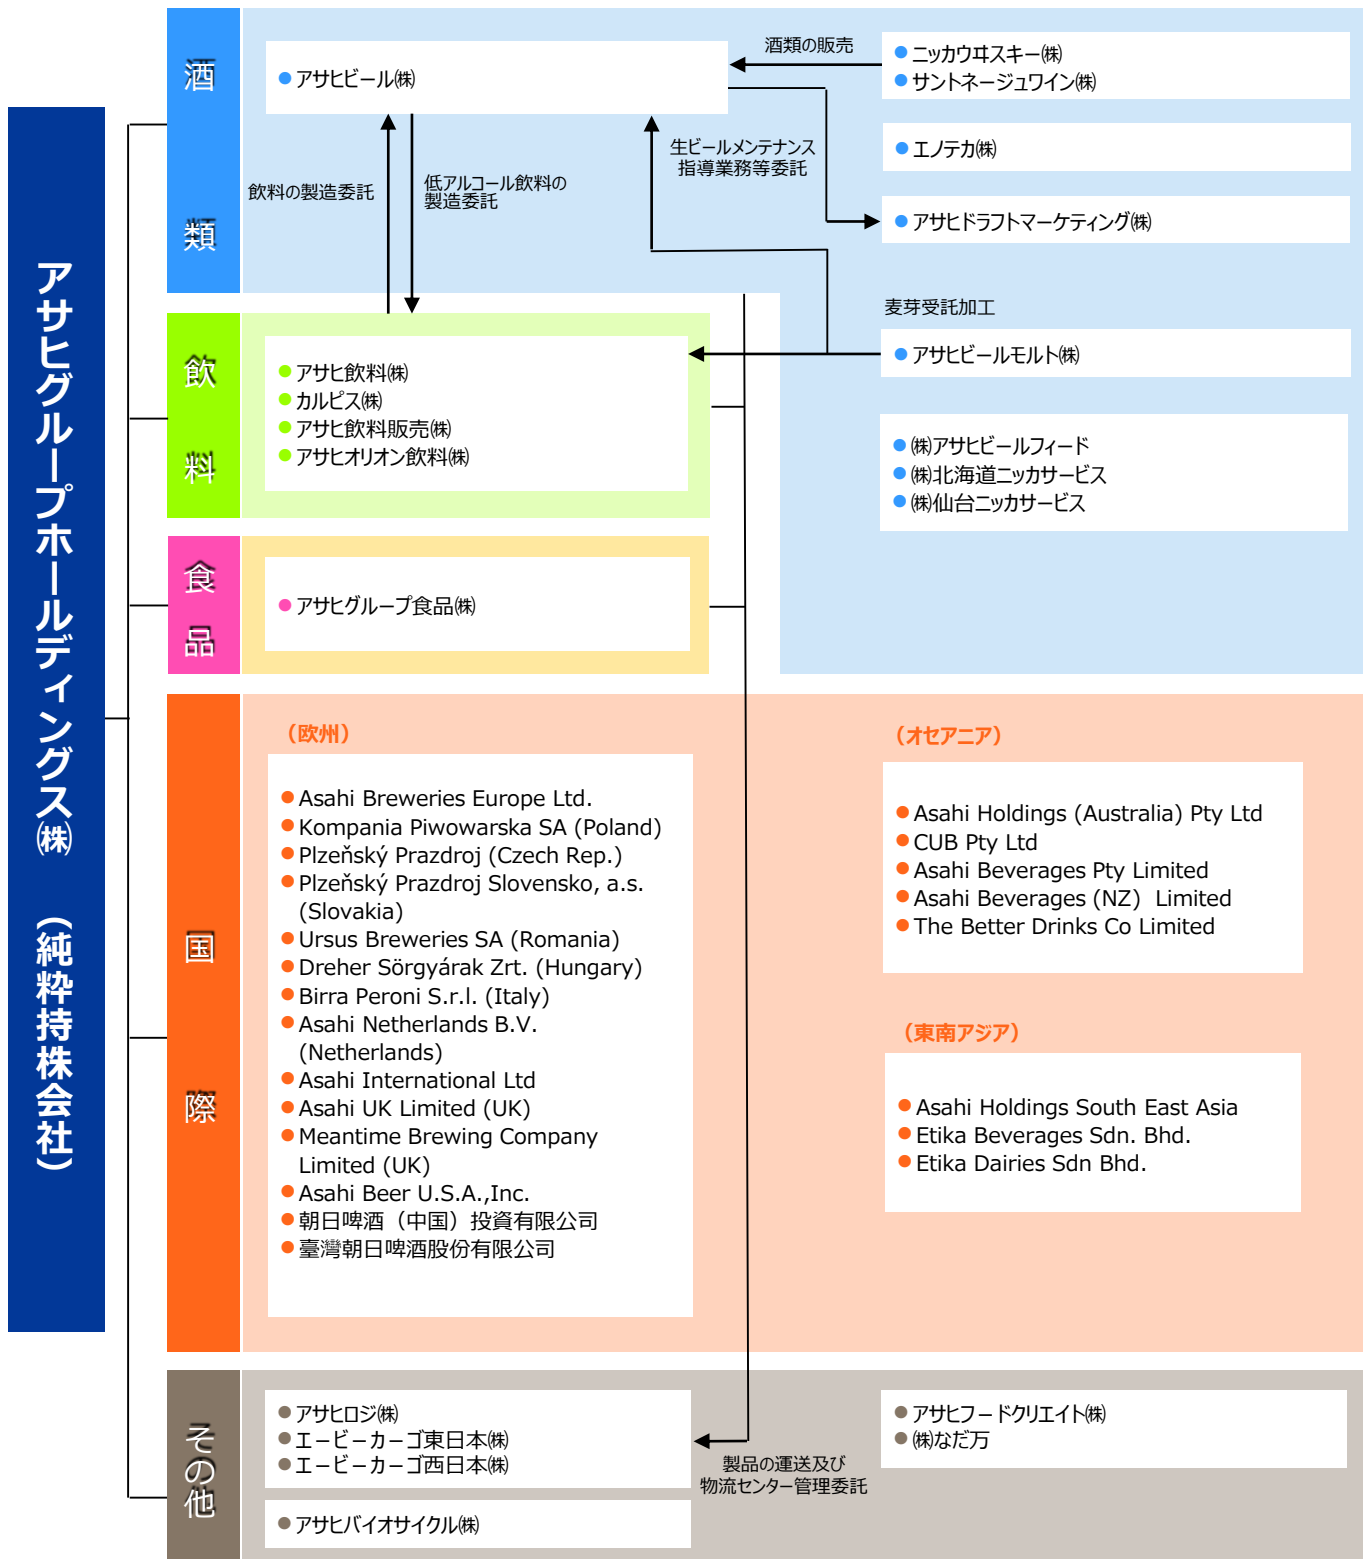 アサヒグループホールディングス㈱ (純粋持株会社)
酒類
アサヒビール㈱
酒類の販売
ニッカウヰスキー㈱
サントネージュワイン㈱
エノテカ㈱
生ビールメンテナンス
指導業務等委託
アサヒドラフトマーケティング㈱
飲料の製造委託
低アルコール飲料の
製造委託
麦芽受託加工
アサヒビールモルト㈱
㈱アサヒビールフィード
㈱北海道ニッカサービス
㈱仙台ニッカサービス
飲料
アサヒ飲料㈱
カルピス㈱
アサヒ飲料販売㈱
アサヒオリオン飲料㈱
食品
アサヒグループ食品㈱
国際
（欧州）
Asahi Breweries Europe Ltd.
Kompania Piwowarska SA (Poland)
Plzeňský Prazdroj (Czech Rep.)
Plzeňský Prazdroj Slovensko, a.s.
(Slovakia)
Ursus Breweries SA (Romania)
Dreher Sörgyárak Zrt. (Hungary)
Birra Peroni S.r.l. (Italy)
Asahi Netherlands B.V.
(Netherlands)
Asahi International Ltd
Asahi UK Limited (UK)
Meantime Brewing Company
Limited (UK)
Asahi Beer U.S.A.,Inc.
朝日啤酒（中国）投資有限公司
臺灣朝日啤酒股份有限公司
（オセアニア）
Asahi Holdings (Australia) Pty Ltd
CUB Pty Ltd
Asahi Beverages Pty Limited
Asahi Beverages (NZ) Limited
The Better Drinks Co Limited
（東南アジア）
Asahi Holdings South East Asia
Etika Beverages Sdn. Bhd.
Etika Dairies Sdn Bhd.
その他
アサヒロジ㈱
エービーカーゴ東日本㈱
エービーカーゴ西日本㈱
アサヒバイオサイクル㈱
製品の運送及び
物流センター管理委託
アサヒフードクリエイト㈱
㈱なだ万